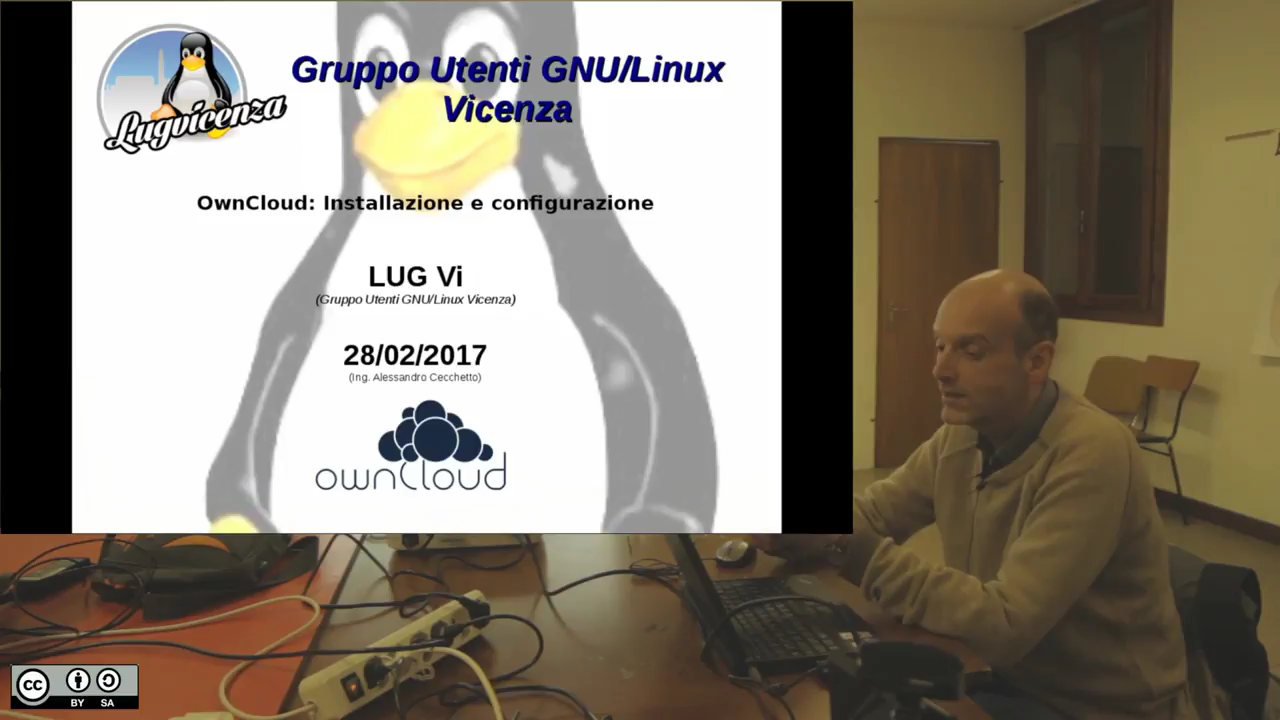 Lugvicenza
Gruppo Utenti GNU/Linux
Vicenza
OwnCloud: Installazione e configurazione
LUG Vi
(Gruppo Utenti GNU/Linux Vicenza)
28/02/2017
(Ing. Alessandro Cecchetto)
ownCloud
cc
BY SA